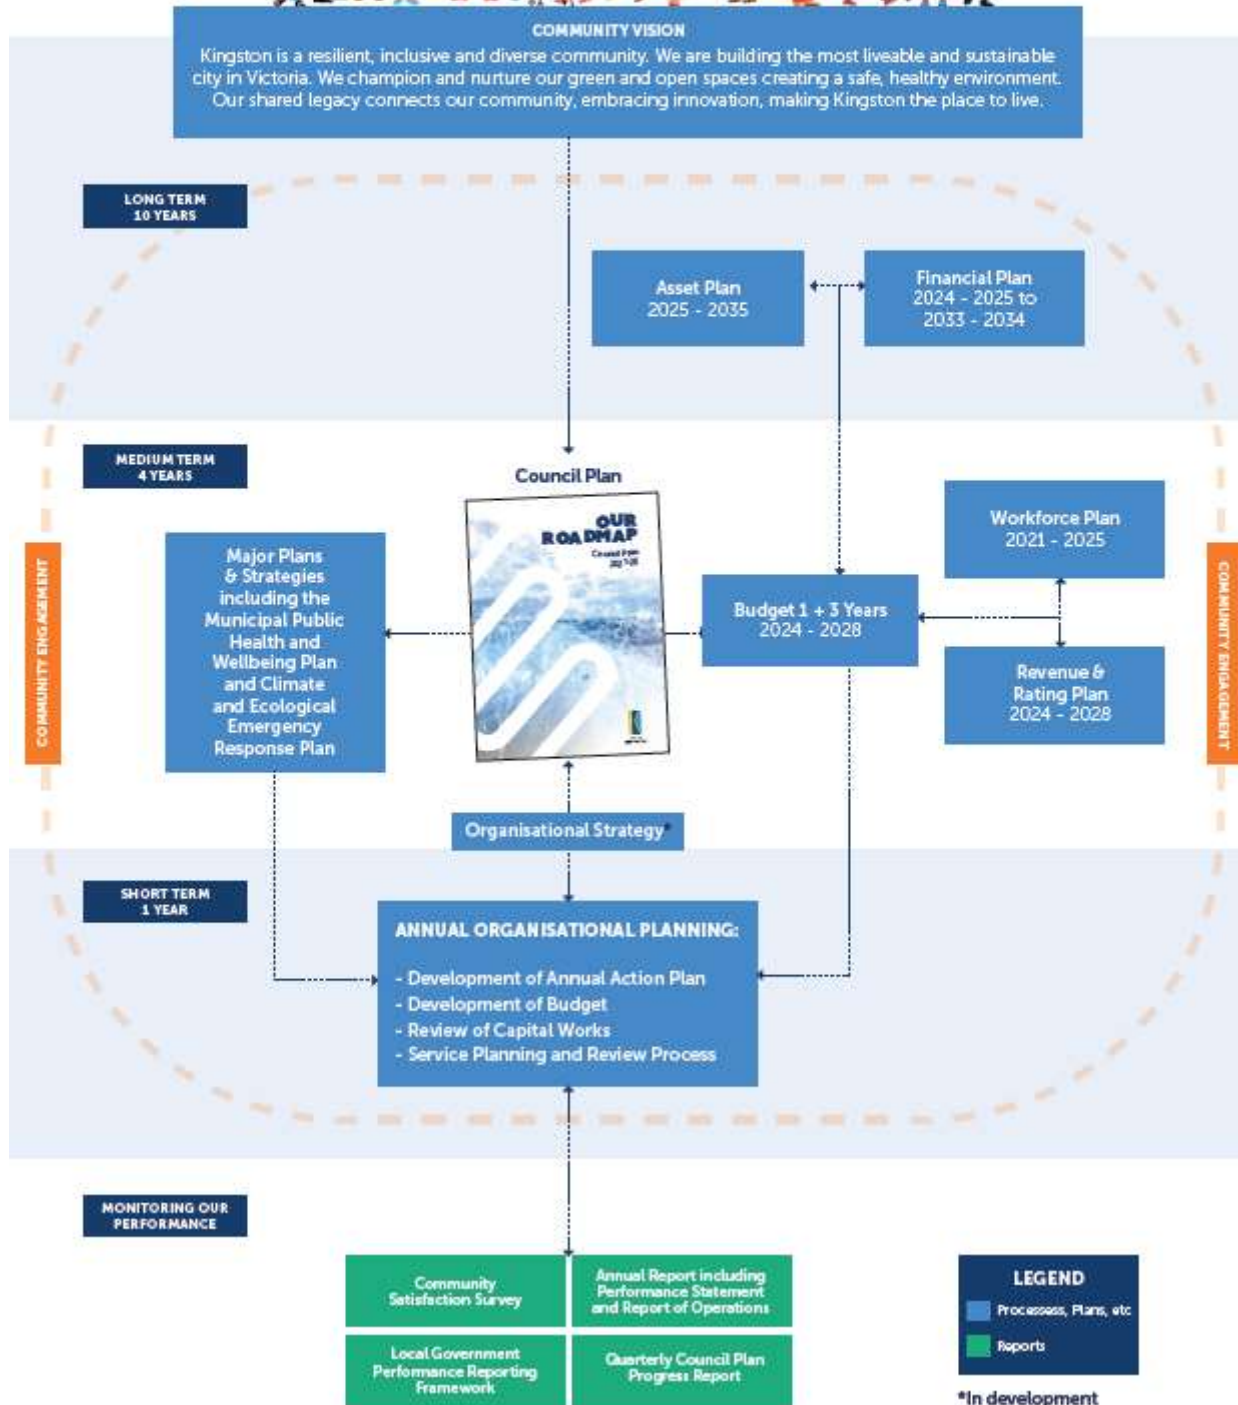 COMMUNITY VISION
Kingston is a resilient, inclusive and diverse community. We are building the most liveable and sustainable
city in Victoria. We champion and nurture our green and open spaces creating a safe, healthy environment.
Our shared legacy connects our community, embracing innovation, making Kingston the place to live.
LONG TERM
10 YEARS
Asset Plan
2025 - 2035
Financial Plan
2024 - 2025 to
2033 - 2034
MEDIUM TERM
4 YEARS
Council Plan
OUR
ROADMAP
Council Plan
COMMUNITY ENGAGEMENT
Major Plans
& Strategies
including the
Municipal Public
Health and
Wellbeing Plan
and Climate
and Ecological
Emergency
Response Plan
Budget 1 + 3 Years
2024 - 2028
Workforce Plan
2021 - 2025
Revenue &
Rating Plan
2024 - 2028
COMMUNITY ENGAGEMENT
Organisational Strategy*
SHORT TERM
1 YEAR
ANNUAL ORGANISATIONAL PLANNING:
- Development of Annual Action Plan
- Development of Budget
- Review of Capital Works
- Service Planning and Review Process
MONITORING OUR
PERFORMANCE
Community
Satisfaction Survey
Annual Report including
Performance Statement
and Report of Operations
Local Government
Performance Reporting
Framework
Quarterly Council Plan
Progress Report
LEGEND
Processess, Plans, etc
Reports
*In development